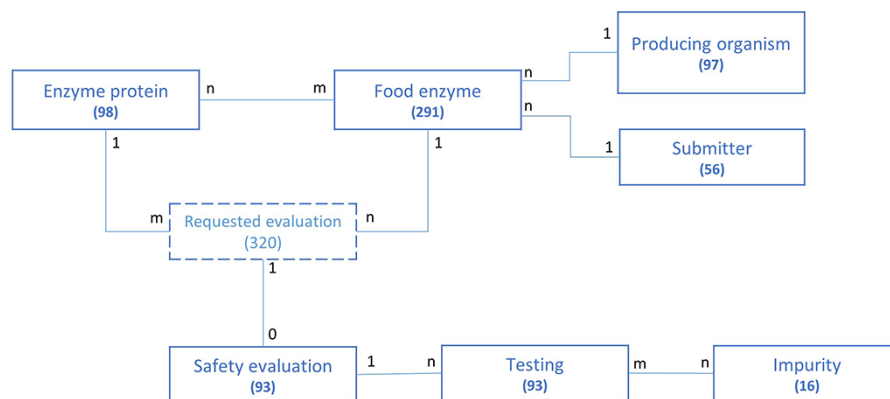 1
Producing organism
(97)
n
Enzyme protein
(98)
n
m
Food enzyme
(291)
n
1
Submitter
(56)
1
1
m
Requested evaluation
(320)
n
1
0
Safety evaluation
(93)
1
n
Testing
(93)
m
n
Impurity
(16)